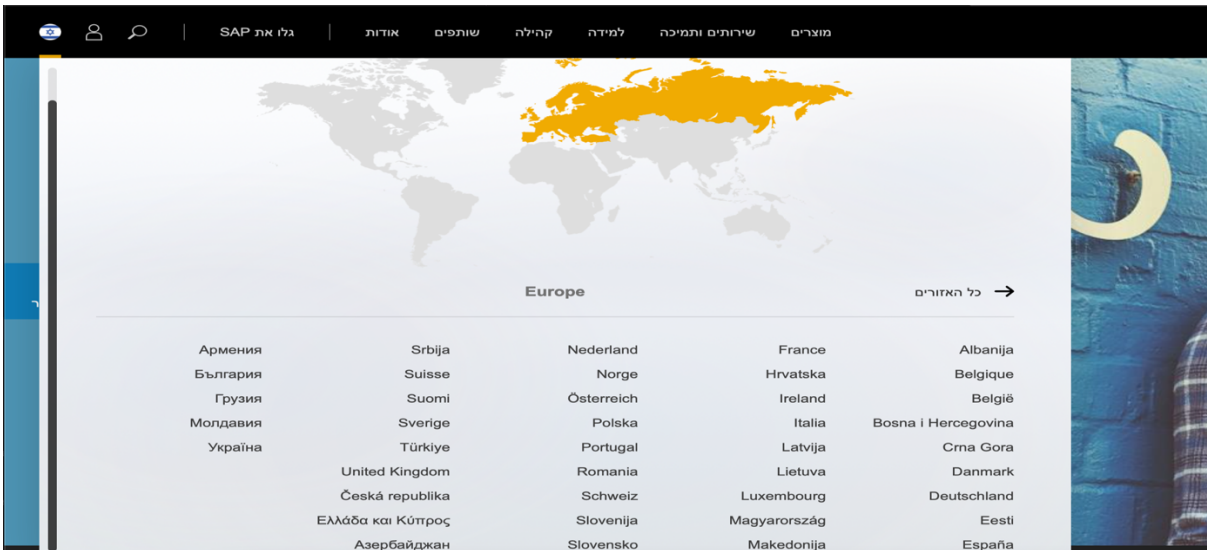 מוצרים
שירותים ותמיכה
למידה
קהילה
שותפים
אודות
גלו את SAP
כל האזורים
Europe
Albanija
Belgique
België
Bosna i Hercegovina
Crna Gora
Danmark
Deutschland
Eesti
España
France
Hrvatska
Ireland
Italia
Latvija
Lietuva
Luxembourg
Magyarország
Makedonija
Nederland
Norge
Österreich
Polska
Portugal
Romania
Schweiz
Slovenija
Slovensko
Srbija
Suisse
Suomi
Sverige
Türkiye
United Kingdom
Česká republika
Ελλάδα και Κύπρος
Азербайджан
Армения
България
Грузия
Молдавия
Україна